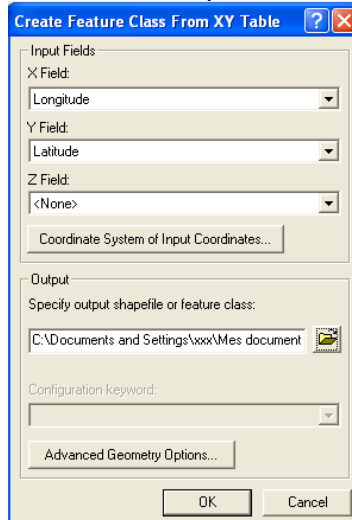 Create Feature Class From XY Table
Input Fields
X Field:
Longitude
Y Field:
Latitude
Z Field:
<None>
Coordinate System of Input Coordinates...
Output
Specify output shapefile or feature class:
C:\Documents and Settings\xxx\Mes document
Configuration keyword:
Advanced Geometry Options...
OK Cancel